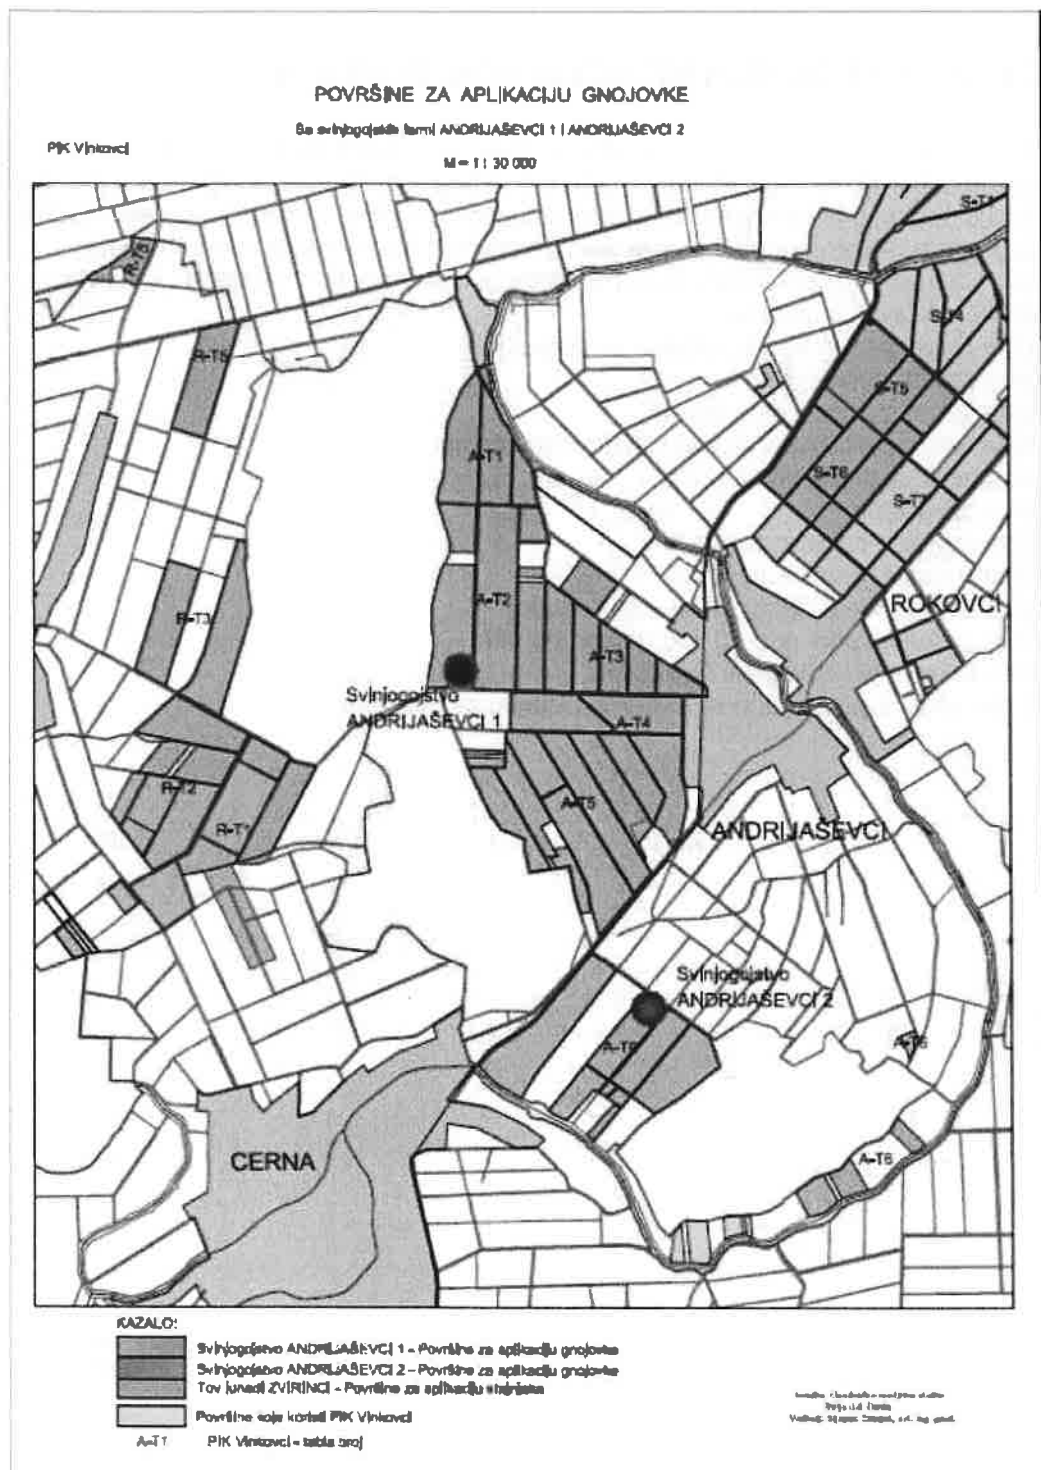 POVRŠINE ZA APLIKACIJU GNOJOVKE
Sa svinjogojskih farmi ANDRIJAŠEVCI 1 I ANDRIJAŠEVCI 2
PIK Vinkovci
M = 1 : 30 000
S-T1
R-T5
S-T4
R-T5
S-T5
A-T1
S-T6
S-T7
A-T2
ROKOVCI
R-T3
A-T3
Svinjogojstvo
ANDRIJAŠEVCI 1
A-T4
R-T2
A-T5
R-T1
ANDRIJAŠEVCI
Svinjogojstvo
ANDRIJAŠEVCI 2
A-T6
CERNA
A-T6
KAZALO:
Svinjogojstvo ANDRIJAŠEVCI 1 - Površine za aplikaciju gnojovke
Svinjogojstvo ANDRIJAŠEVCI 2 - Površine za aplikaciju gnojovke
Tov junadi ZVIRINCI - Površine za aplikaciju stajnjaka
Površine koje koristi PIK Vinkovci
A-T1 PIK Vinkovci - tabla broj